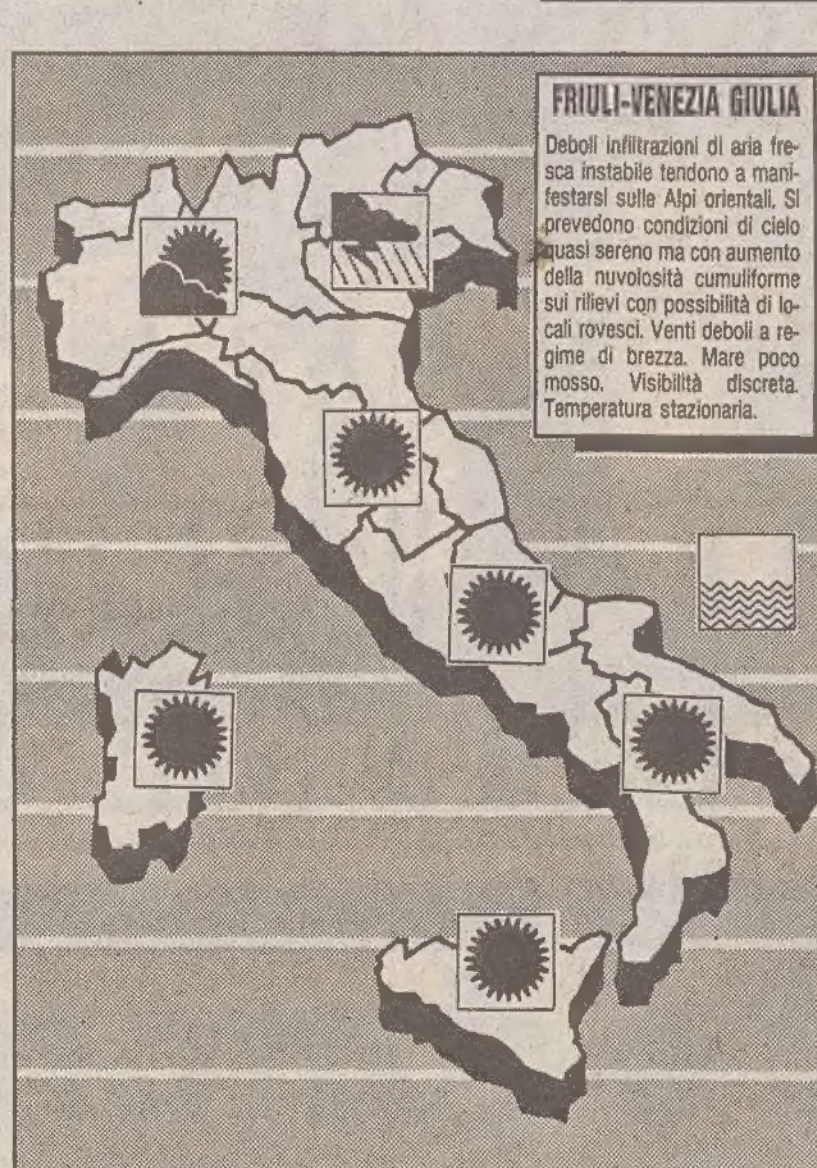 FRIULI-VENEZIA GIULIA
Deboli infiltrazioni di aria fre-
sca instabile tendono a mani-
festarsi sulle Alpi orientali. Si
prevedono condizioni di cielo
quasi sereno ma con aumento
della nuvolosità cumuliforme
sui rilievi con possibilità di lo-
cali rovesci. Venti deboli a re-
gime di brezza. Mare poco
mosso. Visibilità discreta.
Temperatura stazionaria.